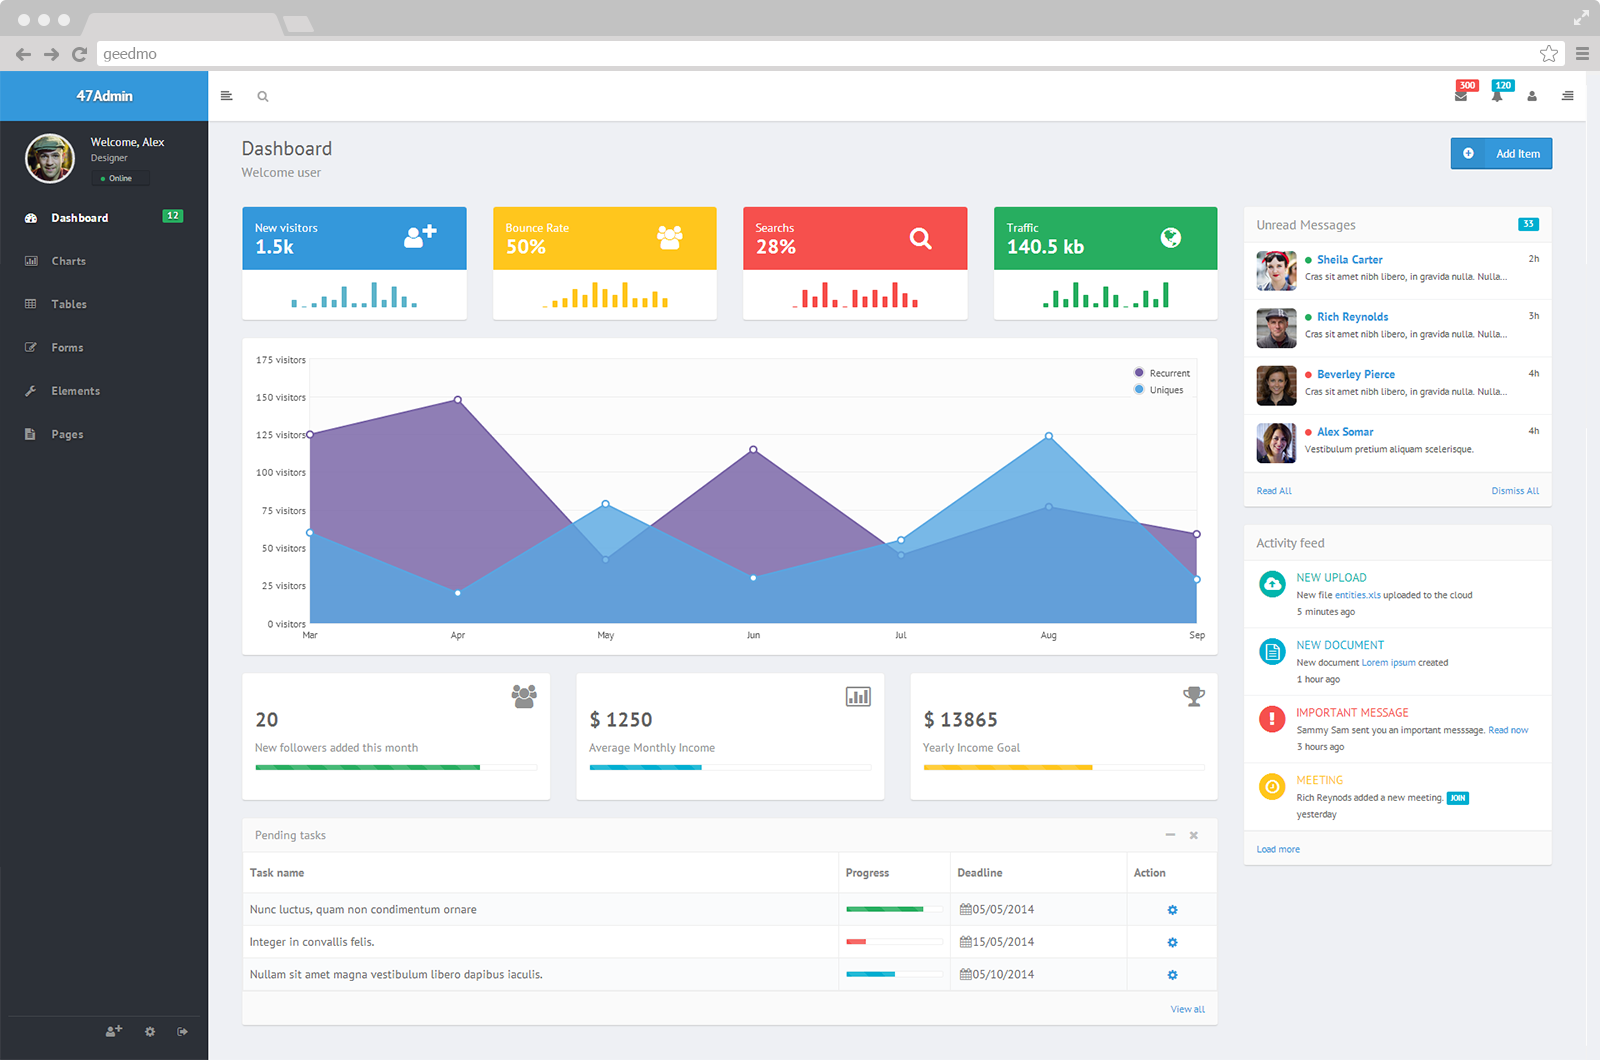 geedmo
47Admin
300
120
Welcome, Alex
Designer
Online
Dashboard 12
Charts
Tables
Forms
Elements
Pages
Dashboard
Welcome user
Add Item
New visitors
1.5k
Bounce Rate
50%
Searchs
28%
Traffic
140.5 kb
175 visitors
150 visitors
125 visitors
100 visitors
75 visitors
50 visitors
25 visitors
0 visitors
Recurrent
Uniques
Mar Apr May Jun Jul Aug Sep
20
New followers added this month
$ 1250
Average Monthly Income
$ 13865
Yearly Income Goal
Pending tasks
Task name Progress Deadline Action
Nunc luctus, quam non condimentum ornare 05/05/2014
Integer in convallis felis. 15/05/2014
Nullam sit amet magna vestibulum libero dapibus iaculis. 05/10/2014
View all
Unread Messages 33
Sheila Carter 2h
Cras sit amet nibh libero, in gravida nulla. Nulla...
Rich Reynolds 3h
Cras sit amet nibh libero, in gravida nulla. Nulla...
Beverley Pierce 4h
Cras sit amet nibh libero, in gravida nulla. Nulla...
Alex Somar 4h
Vestibulum pretium aliquam scelerisque.
Read All Dismiss All
Activity feed
NEW UPLOAD
New file entities.xls uploaded to the cloud
5 minutes ago
NEW DOCUMENT
New document Lorem ipsum created
1 hour ago
IMPORTANT MESSAGE
Sammy Sam sent you an important messsage. Read now
3 hours ago
MEETING
Rich Reynods added a new meeting. JOIN
yesterday
Load more